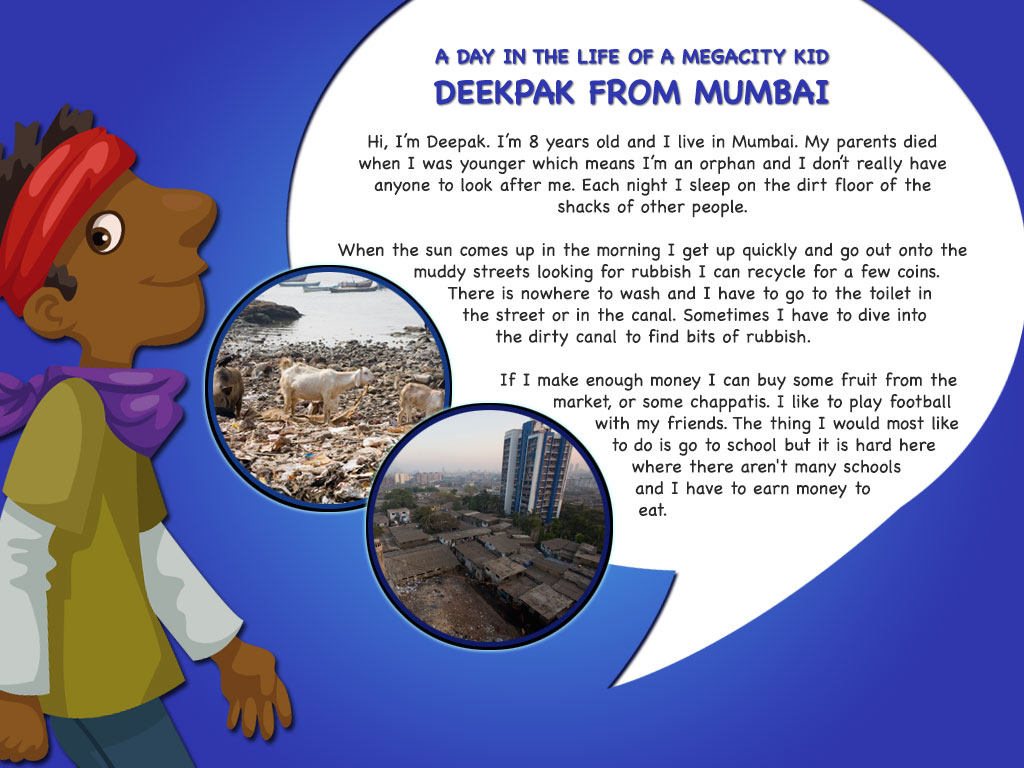 A DAY IN THE LIFE OF A MEGACITY KID
DEEKPAK FROM MUMBAI
Hi, I'm Deepak. I'm 8 years old and I live in Mumbai. My parents died
when I was younger which means I'm an orphan and I don't really have
anyone to look after me. Each night I sleep on the dirt floor of the
shacks of other people.
When the sun comes up in the morning I get up quickly and go out onto the
muddy streets looking for rubbish I can recycle for a few coins.
There is nowhere to wash and I have to go to the toilet in
the street or in the canal. Sometimes I have to dive into
the dirty canal to find bits of rubbish.
If I make enough money I can buy some fruit from the
market, or some chappatis. I like to play football
with my friends. The thing I would most like
to do is go to school but it is hard here
where there aren't many schools
and I have to earn money to
eat.